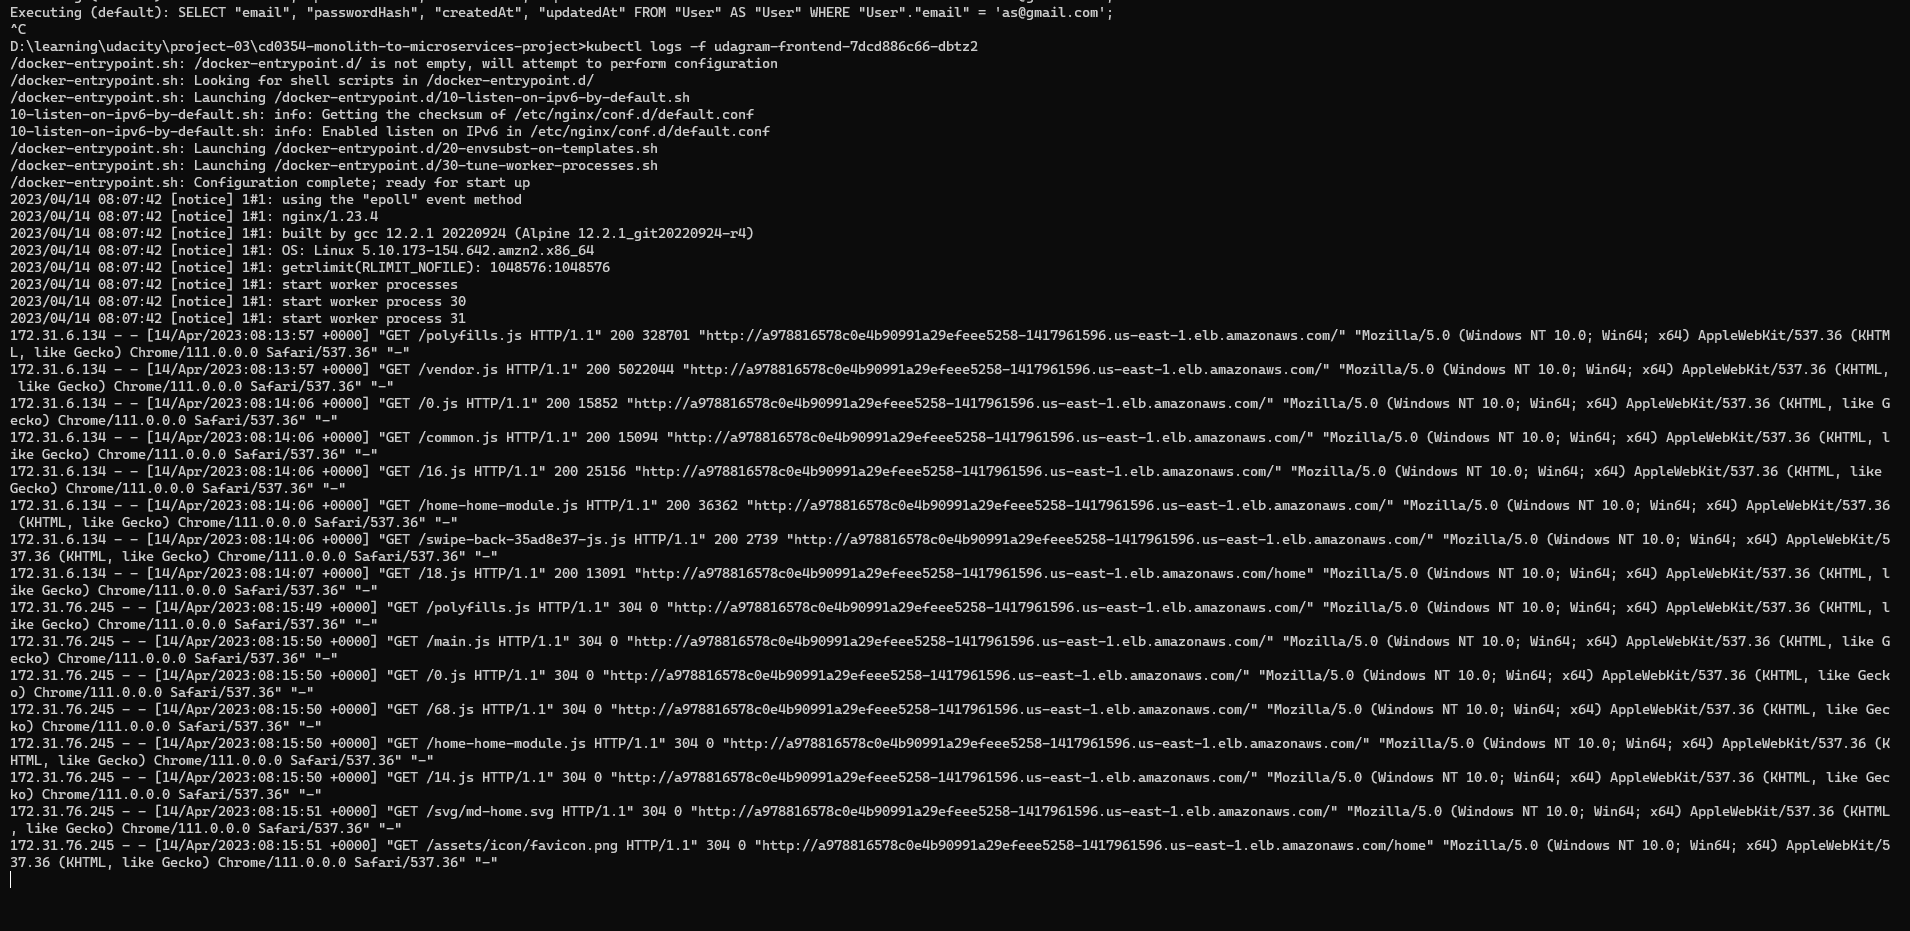 Executing (default): SELECT "email", "passwordHash", "createdAt", "updatedAt" FROM "User" AS "User" WHERE "User"."email" = 'as@gmail.com';
^C
D:\learning\udacity\project-03\cd0354-monolith-to-microservices-project>kubectl logs -f udagram-frontend-7dcd886c66-dbtz2
/docker-entrypoint.sh: /docker-entrypoint.d/ is not empty, will attempt to perform configuration
/docker-entrypoint.sh: Looking for shell scripts in /docker-entrypoint.d/
/docker-entrypoint.sh: Launching /docker-entrypoint.d/10-listen-on-ipv6-by-default.sh
10-listen-on-ipv6-by-default.sh: info: Getting the checksum of /etc/nginx/conf.d/default.conf
10-listen-on-ipv6-by-default.sh: info: Enabled listen on IPv6 in /etc/nginx/conf.d/default.conf
/docker-entrypoint.sh: Launching /docker-entrypoint.d/20-envsubst-on-templates.sh
/docker-entrypoint.sh: Launching /docker-entrypoint.d/30-tune-worker-processes.sh
/docker-entrypoint.sh: Configuration complete; ready for start up
2023/04/14 08:07:42 [notice] 1#1: using the "epoll" event method
2023/04/14 08:07:42 [notice] 1#1: nginx/1.23.4
2023/04/14 08:07:42 [notice] 1#1: built by gcc 12.2.1 20220924 (Alpine 12.2.1_git20220924-r4)
2023/04/14 08:07:42 [notice] 1#1: OS: Linux 5.10.173-154.642.amzn2.x86_64
2023/04/14 08:07:42 [notice] 1#1: getrlimit(RLIMIT_NOFILE): 1048576:1048576
2023/04/14 08:07:42 [notice] 1#1: start worker processes
2023/04/14 08:07:42 [notice] 1#1: start worker process 30
2023/04/14 08:07:42 [notice] 1#1: start worker process 31
172.31.6.134 - - [14/Apr/2023:08:13:57 +0000] "GET /polyfills.js HTTP/1.1" 200 328701 "http://a978816578c0e4b90991a29efeee5258-1417961596.us-east-1.elb.amazonaws.com/" "Mozilla/5.0 (Windows NT 10.0; Win64; x64) AppleWebKit/537.36 (KHTM
L, like Gecko) Chrome/111.0.0.0 Safari/537.36" "-"
172.31.6.134 - - [14/Apr/2023:08:13:57 +0000] "GET /vendor.js HTTP/1.1" 200 5022044 "http://a978816578c0e4b90991a29efeee5258-1417961596.us-east-1.elb.amazonaws.com/" "Mozilla/5.0 (Windows NT 10.0; Win64; x64) AppleWebKit/537.36 (KHTML,
 like Gecko) Chrome/111.0.0.0 Safari/537.36" "-"
172.31.6.134 - - [14/Apr/2023:08:14:06 +0000] "GET /0.js HTTP/1.1" 200 15852 "http://a978816578c0e4b90991a29efeee5258-1417961596.us-east-1.elb.amazonaws.com/" "Mozilla/5.0 (Windows NT 10.0; Win64; x64) AppleWebKit/537.36 (KHTML, like G
ecko) Chrome/111.0.0.0 Safari/537.36" "-"
172.31.6.134 - - [14/Apr/2023:08:14:06 +0000] "GET /common.js HTTP/1.1" 200 15094 "http://a978816578c0e4b90991a29efeee5258-1417961596.us-east-1.elb.amazonaws.com/" "Mozilla/5.0 (Windows NT 10.0; Win64; x64) AppleWebKit/537.36 (KHTML, l
ike Gecko) Chrome/111.0.0.0 Safari/537.36" "-"
172.31.6.134 - - [14/Apr/2023:08:14:06 +0000] "GET /16.js HTTP/1.1" 200 25156 "http://a978816578c0e4b90991a29efeee5258-1417961596.us-east-1.elb.amazonaws.com/" "Mozilla/5.0 (Windows NT 10.0; Win64; x64) AppleWebKit/537.36 (KHTML, like
Gecko) Chrome/111.0.0.0 Safari/537.36" "-"
172.31.6.134 - - [14/Apr/2023:08:14:06 +0000] "GET /home-home-module.js HTTP/1.1" 200 36362 "http://a978816578c0e4b90991a29efeee5258-1417961596.us-east-1.elb.amazonaws.com/" "Mozilla/5.0 (Windows NT 10.0; Win64; x64) AppleWebKit/537.36
 (KHTML, like Gecko) Chrome/111.0.0.0 Safari/537.36" "-"
172.31.6.134 - - [14/Apr/2023:08:14:06 +0000] "GET /swipe-back-35ad8e37-js.js HTTP/1.1" 200 2739 "http://a978816578c0e4b90991a29efeee5258-1417961596.us-east-1.elb.amazonaws.com/" "Mozilla/5.0 (Windows NT 10.0; Win64; x64) AppleWebKit/5
37.36 (KHTML, like Gecko) Chrome/111.0.0.0 Safari/537.36" "-"
172.31.6.134 - - [14/Apr/2023:08:14:07 +0000] "GET /18.js HTTP/1.1" 200 13091 "http://a978816578c0e4b90991a29efeee5258-1417961596.us-east-1.elb.amazonaws.com/home" "Mozilla/5.0 (Windows NT 10.0; Win64; x64) AppleWebKit/537.36 (KHTML, l
ike Gecko) Chrome/111.0.0.0 Safari/537.36" "-"
172.31.76.245 - - [14/Apr/2023:08:15:49 +0000] "GET /polyfills.js HTTP/1.1" 304 0 "http://a978816578c0e4b90991a29efeee5258-1417961596.us-east-1.elb.amazonaws.com/" "Mozilla/5.0 (Windows NT 10.0; Win64; x64) AppleWebKit/537.36 (KHTML, l
ike Gecko) Chrome/111.0.0.0 Safari/537.36" "-"
172.31.76.245 - - [14/Apr/2023:08:15:50 +0000] "GET /main.js HTTP/1.1" 304 0 "http://a978816578c0e4b90991a29efeee5258-1417961596.us-east-1.elb.amazonaws.com/" "Mozilla/5.0 (Windows NT 10.0; Win64; x64) AppleWebKit/537.36 (KHTML, like G
ecko) Chrome/111.0.0.0 Safari/537.36" "-"
172.31.76.245 - - [14/Apr/2023:08:15:50 +0000] "GET /0.js HTTP/1.1" 304 0 "http://a978816578c0e4b90991a29efeee5258-1417961596.us-east-1.elb.amazonaws.com/" "Mozilla/5.0 (Windows NT 10.0; Win64; x64) AppleWebKit/537.36 (KHTML, like Geck
o) Chrome/111.0.0.0 Safari/537.36" "-"
172.31.76.245 - - [14/Apr/2023:08:15:50 +0000] "GET /68.js HTTP/1.1" 304 0 "http://a978816578c0e4b90991a29efeee5258-1417961596.us-east-1.elb.amazonaws.com/" "Mozilla/5.0 (Windows NT 10.0; Win64; x64) AppleWebKit/537.36 (KHTML, like Gec
ko) Chrome/111.0.0.0 Safari/537.36" "-"
172.31.76.245 - - [14/Apr/2023:08:15:50 +0000] "GET /home-home-module.js HTTP/1.1" 304 0 "http://a978816578c0e4b90991a29efeee5258-1417961596.us-east-1.elb.amazonaws.com/" "Mozilla/5.0 (Windows NT 10.0; Win64; x64) AppleWebKit/537.36 (K
HTML, like Gecko) Chrome/111.0.0.0 Safari/537.36" "-"
172.31.76.245 - - [14/Apr/2023:08:15:50 +0000] "GET /14.js HTTP/1.1" 304 0 "http://a978816578c0e4b90991a29efeee5258-1417961596.us-east-1.elb.amazonaws.com/" "Mozilla/5.0 (Windows NT 10.0; Win64; x64) AppleWebKit/537.36 (KHTML, like Gec
ko) Chrome/111.0.0.0 Safari/537.36" "-"
172.31.76.245 - - [14/Apr/2023:08:15:51 +0000] "GET /svg/md-home.svg HTTP/1.1" 304 0 "http://a978816578c0e4b90991a29efeee5258-1417961596.us-east-1.elb.amazonaws.com/" "Mozilla/5.0 (Windows NT 10.0; Win64; x64) AppleWebKit/537.36 (KHTML
, like Gecko) Chrome/111.0.0.0 Safari/537.36" "-"
172.31.76.245 - - [14/Apr/2023:08:15:51 +0000] "GET /assets/icon/favicon.png HTTP/1.1" 304 0 "http://a978816578c0e4b90991a29efeee5258-1417961596.us-east-1.elb.amazonaws.com/home" "Mozilla/5.0 (Windows NT 10.0; Win64; x64) AppleWebKit/5
37.36 (KHTML, like Gecko) Chrome/111.0.0.0 Safari/537.36" "-"